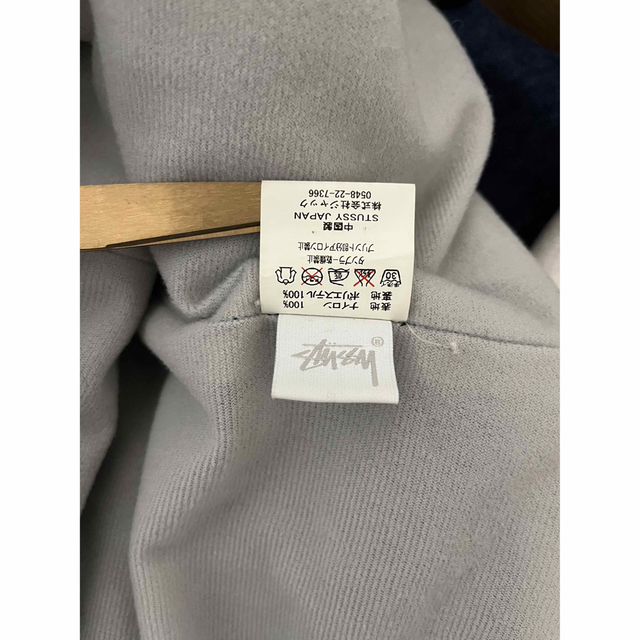 表地 ナイロン 100%
裏地 ポリエステル100%
30
タンブラー乾燥禁止
プリント部分アイロン禁止
中国製
STUSSY JAPAN
株式会社ジャック
0548-22-7366
Stüssy
®